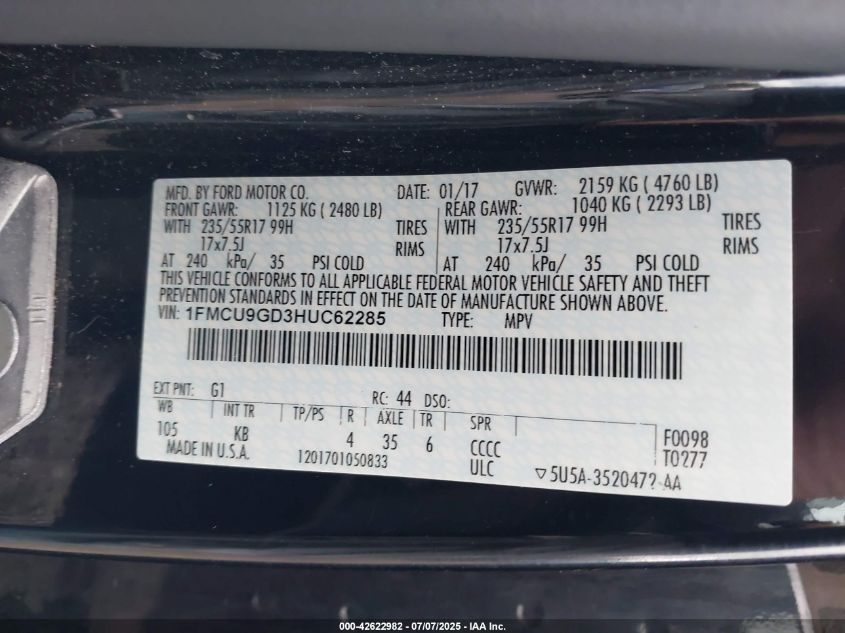 MFD. BY FORD MOTOR CO. DATE: 01/17 GVWR: 2159 KG ( 4760 LB)
FRONT GAWR: 1125 KG ( 2480 LB) REAR GAWR: 1040 KG ( 2293 LB)
WITH 235/55R17 99H TIRES WITH 235/55R17 99H TIRES
17x7.5J RIMS 17x7.5J RIMS
AT 240 kPa/ 35 PSI COLD AT 240 kPa/ 35 PSI COLD
THIS VEHICLE CONFORMS TO ALL APPLICABLE FEDERAL MOTOR VEHICLE SAFETY AND THEFT
PREVENTION STANDARDS IN EFFECT ON THE DATE OF MANUFACTURE SHOWN ABOVE.
VIN: 1FMCU9GD3HUC62285 TYPE: MPV
EXT PNT: G1 RC: 44 DSO:
WB INT TR TP/PS R AXLE TR SPR
105 KB 4 35 6 CCCC F0098
MADE IN U.S.A. 1201701050833 ULC T0277
▽5U5A-3520472-AA
000-42622982 - 07/07/2025 - IAA Inc.